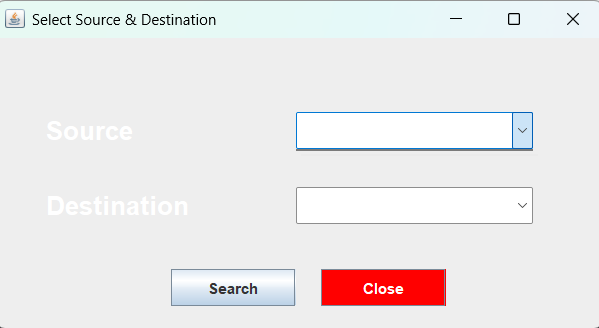 Select Source & Destination
Source
Destination
Search
Close